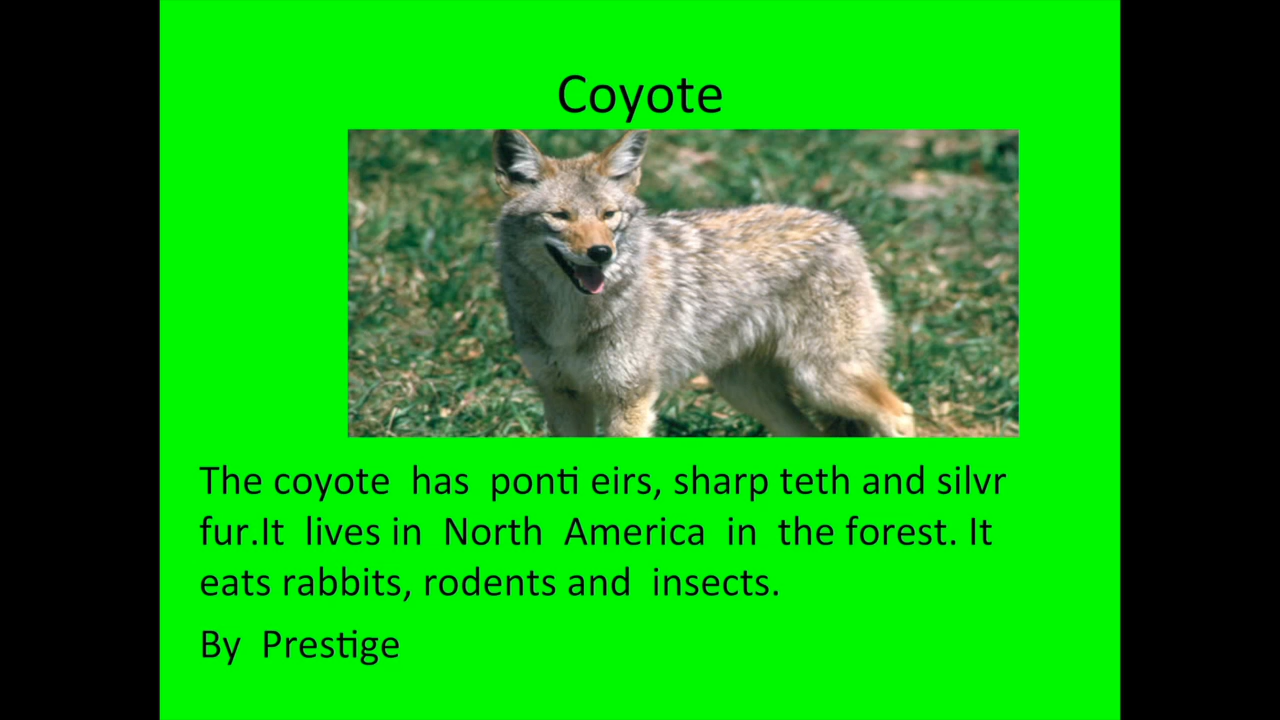 Coyote
The coyote has ponti eirs, sharp teth and silvr
fur.It lives in North America in the forest. It
eats rabbits, rodents and insects.
By Prestige